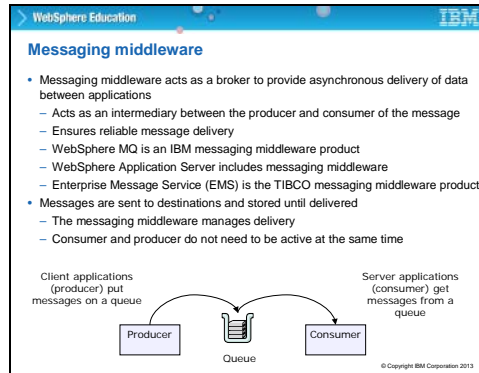 WebSphere Education
IBM
Messaging middleware
• Messaging middleware acts as a broker to provide asynchronous delivery of data
between applications
– Acts as an intermediary between the producer and consumer of the message
– Ensures reliable message delivery
– WebSphere MQ is an IBM messaging middleware product
– WebSphere Application Server includes messaging middleware
– Enterprise Message Service (EMS) is the TIBCO messaging middleware product
• Messages are sent to destinations and stored until delivered
– The messaging middleware manages delivery
– Consumer and producer do not need to be active at the same time
Client applications
(producer) put
messages on a queue
Server applications
(consumer) get
messages from a
queue
Producer
Queue
Consumer
© Copyright IBM Corporation 2013